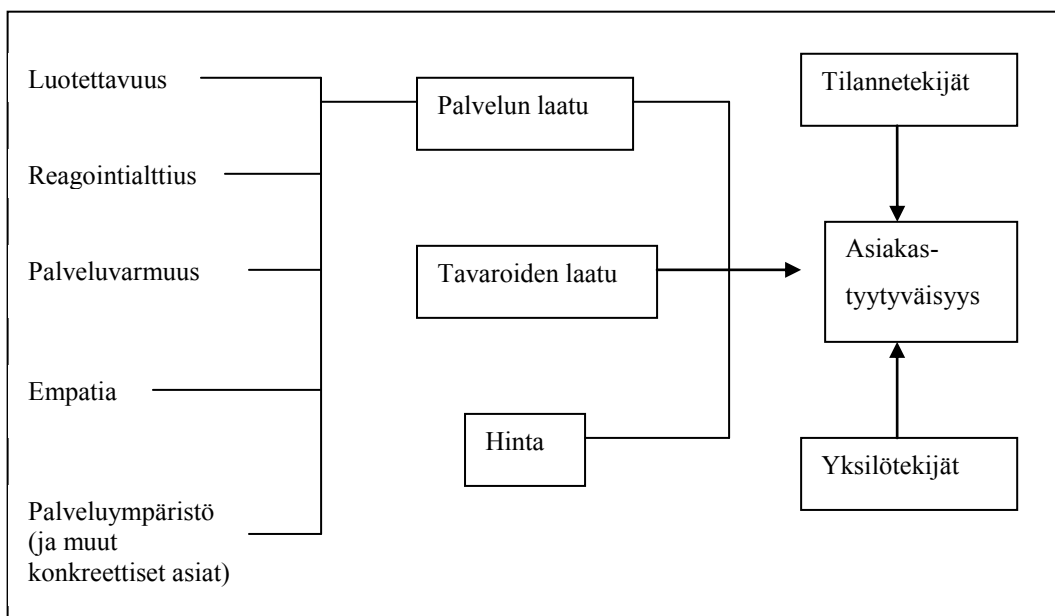 Luotettavuus
Reagointialttius
Palveluvarmuus
Empatia
Palveluympäristö
(ja muut
konkreettiset asiat)
Palvelun laatu
Tavaroiden laatu
Hinta
Tilannetekijät
Asiakas-
tyytyväisyys
Yksilötekijät